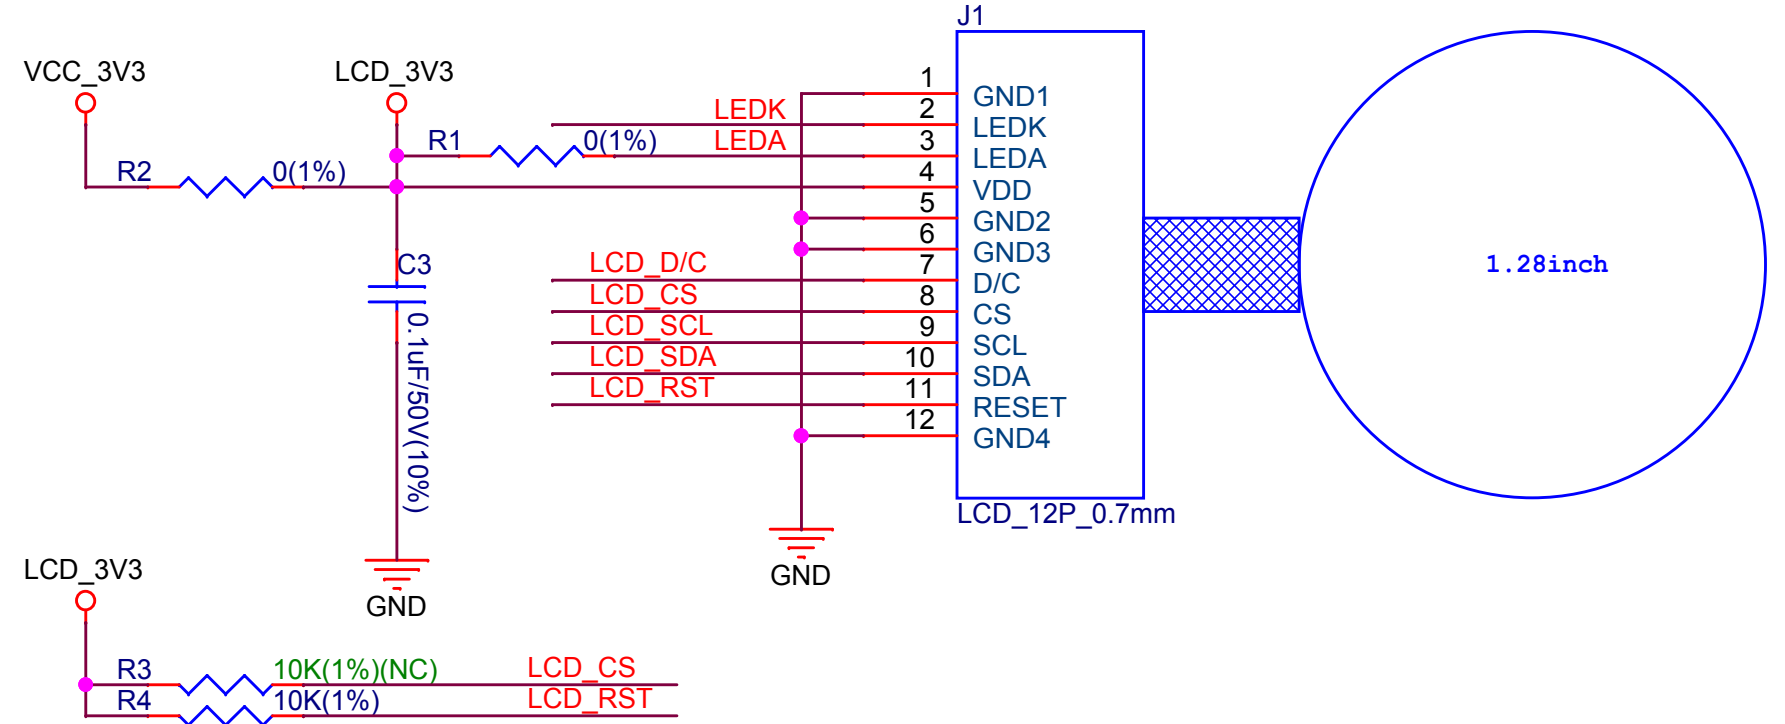 J1
VCC_3V3
LCD_3V3
1
GND1
LEDK
2
LEDK
R1
0(1%)
LEDA
3
LEDA
R2
0(1%)
4
VDD
5
GND2
6
GND3
C3
0.1uF/50V(10%)
LCD_D/C
7
D/C
LCD_CS
8
CS
LCD_SCL
9
SCL
LCD_SDA
10
SDA
LCD_RST
11
RESET
12
GND4
1.28inch
LCD_12P_0.7mm
GND
GND
LCD_3V3
R3
10K(1%)(NC)
LCD_CS
R4
10K(1%)
LCD_RST